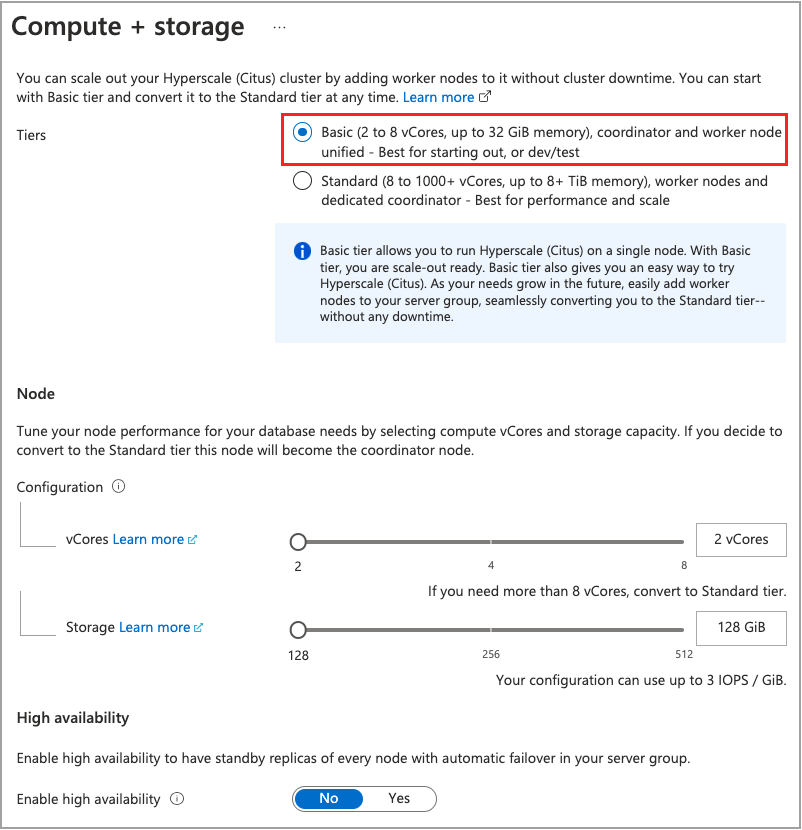 Compute + storage ...
You can scale out your Hyperscale (Citus) cluster by adding worker nodes to it without cluster downtime. You can start
with Basic tier and convert it to the Standard tier at any time. Learn more
Tiers
Basic (2 to 8 vCores, up to 32 GiB memory), coordinator and worker node
unified - Best for starting out, or dev/test
Standard (8 to 1000+ vCores, up to 8+ TiB memory), worker nodes and
dedicated coordinator - Best for performance and scale
Basic tier allows you to run Hyperscale (Citus) on a single node. With Basic
tier, you are scale-out ready. Basic tier also gives you an easy way to try
Hyperscale (Citus). As your needs grow in the future, easily add worker
nodes to your server group, seamlessly converting you to the Standard tier--
without any downtime.
Node
Tune your node performance for your database needs by selecting compute vCores and storage capacity. If you decide to
convert to the Standard tier this node will become the coordinator node.
Configuration
vCores Learn more
2 vCores
2 4 8
If you need more than 8 vCores, convert to Standard tier.
Storage Learn more
128 GiB
128 256 512
Your configuration can use up to 3 IOPS / GiB.
High availability
Enable high availability to have standby replicas of every node with automatic failover in your server group.
Enable high availability
No Yes